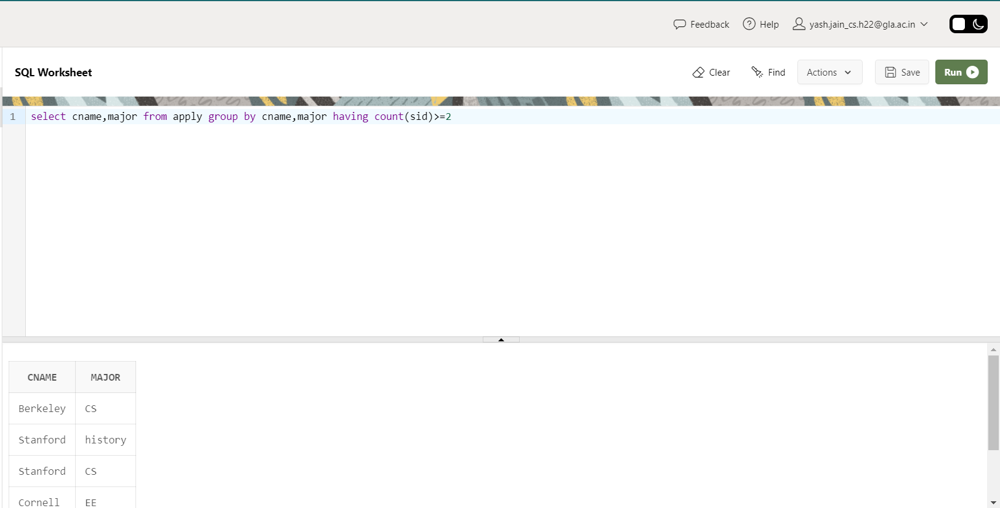 Feedback Help yash.jain_cs.h22@gla.ac.in
SQL Worksheet Clear Find Actions Save Run
1 select cname,major from apply group by cname,major having count(sid)>=2
CNAME MAJOR
Berkeley CS
Stanford history
Stanford CS
Cornell EE